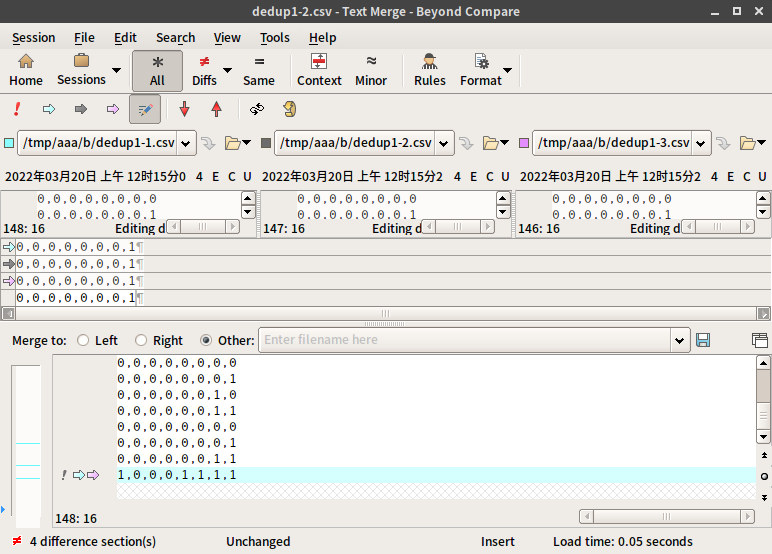 dedup1-2.csv - Text Merge - Beyond Compare
Session File Edit Search View Tools Help
Home Sessions * All ≠ Diffs = Same Context ≈ Minor Rules Format
/tmp/aaa/b/dedup1-1.csv /tmp/aaa/b/dedup1-2.csv /tmp/aaa/b/dedup1-3.csv
2022年03月20日 上午 12时15分0 4 E C U 2022年03月20日 上午 12时15分2 4 E C U 2022年03月20日 上午 12时15分2 4 E C U
0,0,0,0,0,0,0,0 0,0,0,0,0,0,0,0 0,0,0,0,0,0,0,0
0,0,0,0,0,0,0,1 0,0,0,0,0,0,0,1 0,0,0,0,0,0,0,1
148: 16 Editing d 147: 16 Editing d 146: 16 Editing d
0,0,0,0,0,0,0,1¶
0,0,0,0,0,0,0,1¶
0,0,0,0,0,0,0,1¶
0,0,0,0,0,0,0,1¶
Merge to: Left Right Other: Enter filename here
0,0,0,0,0,0,0,0
0,0,0,0,0,0,0,1
0,0,0,0,0,0,1,0
0,0,0,0,0,0,1,1
0,0,0,0,0,0,0,0
0,0,0,0,0,0,0,1
0,0,0,0,0,0,1,1
! 1,0,0,0,1,1,1,1
148: 16
≠ 4 difference section(s) Unchanged Insert Load time: 0.05 seconds